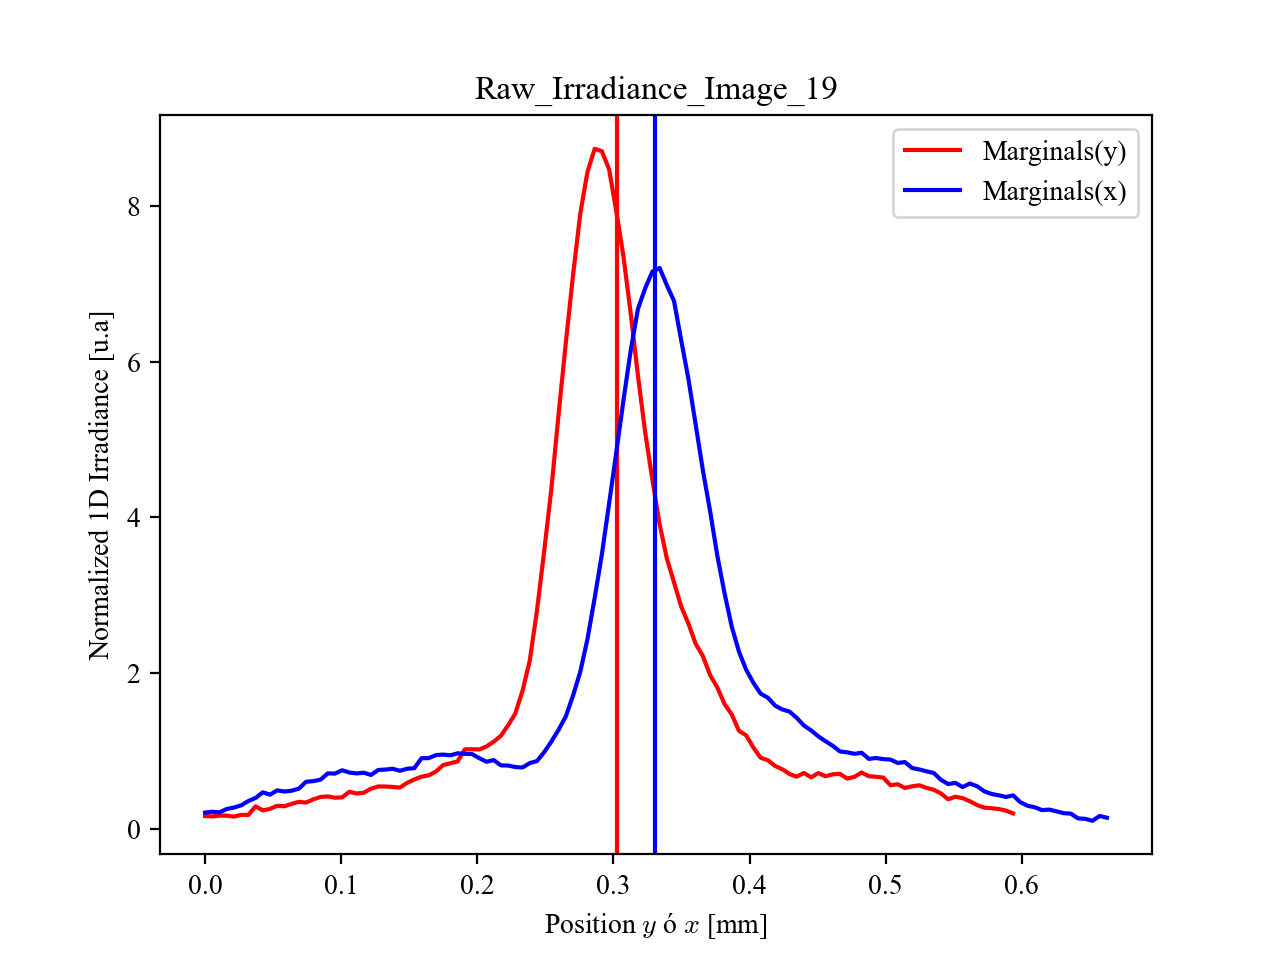 Raw_Irradiance_Image_19
Marginals(y)
Marginals(x)
Normalized 1D Irradiance [u.a]
8
6
4
2
0
0.0 0.1 0.2 0.3 0.4 0.5 0.6
Position y ó x [mm]